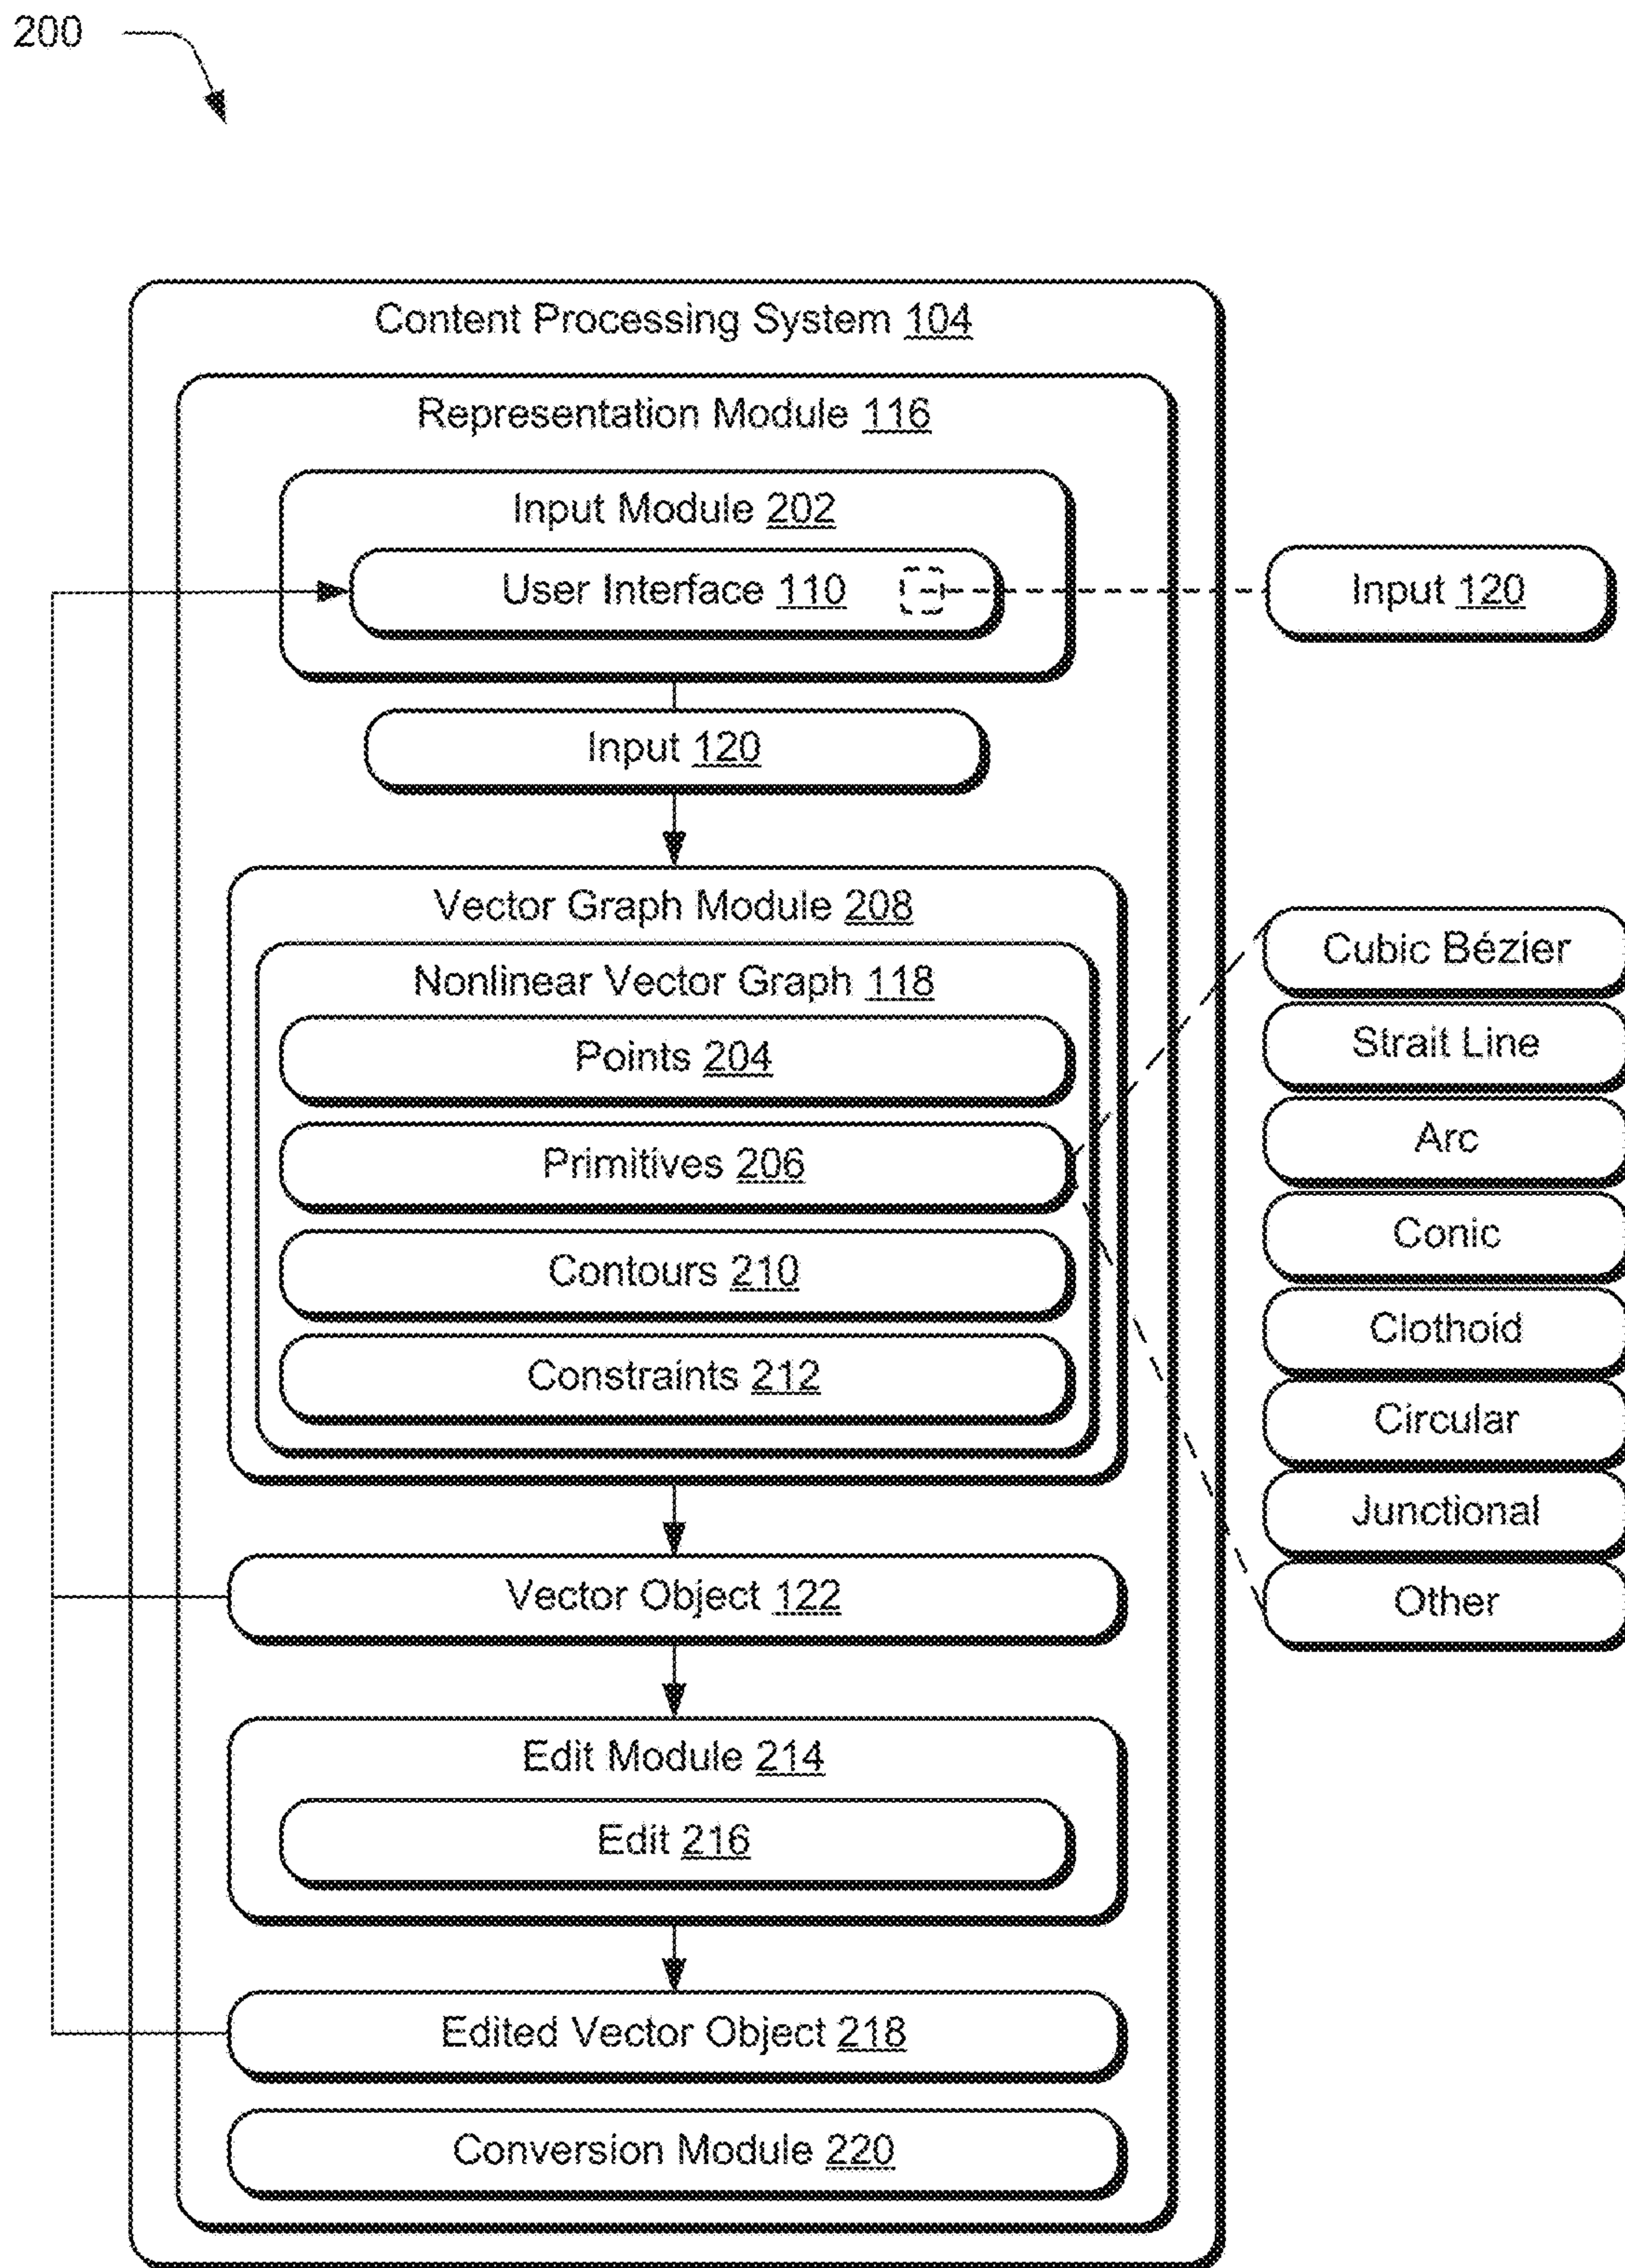 200
Content Processing System 104
Representation Module 116
Input Module 202
User Interface 110
Input 120
Input 120
Vector Graph Module 208
Nonlinear Vector Graph 118
Points 204
Primitives 206
Contours 210
Constraints 212
Cubic Bézier
Strait Line
Arc
Conic
Clothoid
Circular
Junctional
Other
Vector Object 122
Edit Module 214
Edit 216
Edited Vector Object 218
Conversion Module 220